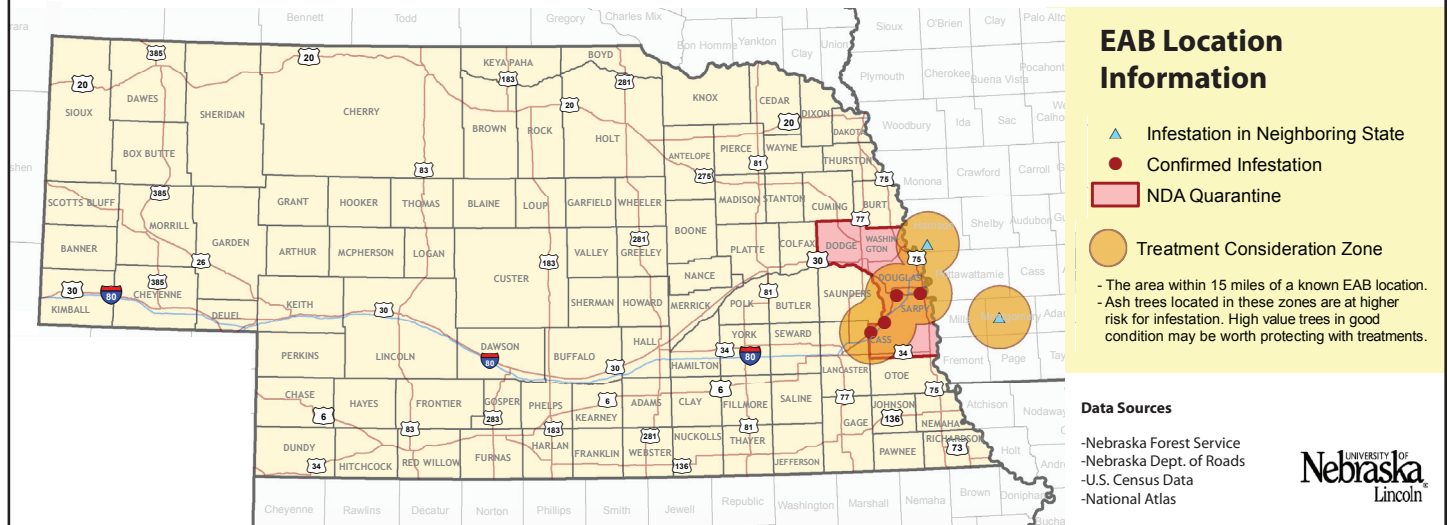 Bennett Todd Gregory Charles Mix Sioux O'Brien Clay Palo Alto
Bon Homme Yankton Clay Union
Plymouth Cherokee Buena Vista Pocahont
385 20 20 KEYA PAHA 183 BOYD 281
SIOUX DAWES SHERIDAN CHERRY BROWN ROCK 20 HOLT KNOX CEDAR 20 DIXON DAKOTA Woodbury Ida Sac Calho
BOX BUTTE 83 ANTELOPE PIERCE WAYNE THURSTON
275 81 75 Monona Crawford Carroll
385
SCOTTS BLUFF MORRILL GARDEN GRANT HOOKER THOMAS BLAINE LOUP GARFIELD WHEELER MADISON STANTON CUMING BURT
77 Shelby Audubon
BANNER ARTHUR MCPHERSON LOGAN CUSTER VALLEY GREELEY BOONE PLATTE COLFAX DODGE WASHIN
GTON
26 183 281 30 75
NANCE DOUGLAS Cass
385 CHEYENNE 30 80 KIMBALL DEUEL KEITH 30 SHERMAN HOWARD MERRICK POLK 81 BUTLER SAUNDERS SARPY
PERKINS LINCOLN DAWSON 80 BUFFALO HALL 30 HAMILTON YORK 34 80 SEWARD CASS 34
LANCASTER OTOE Fremont Page Tay
CHASE 6 HAYES FRONTIER GOSPER 283 PHELPS KEARNEY 6 ADAMS CLAY 6 FILLMORE SALINE 77 GAGE JOHNSON 136 NEMAHA 75 Atchison Nodaway
DUNDY 34 HITCHCOCK 83 RED WILLOW FURNAS HARLAN 183 FRANKLIN WEBSTER 281 NUCKOLLS 136 THAYER 81 JEFFERSON PAWNEE RICHARDSON 73 Holt
Cheyenne Rawlins Decatur Norton Phillips Smith Jewell Republic Washington Marshall Nemaha Brown Doniphan
EAB Location
Information
Infestation in Neighboring State
Confirmed Infestation
NDA Quarantine
Treatment Consideration Zone
- The area within 15 miles of a known EAB location.
- Ash trees located in these zones are at higher
risk for infestation. High value trees in good
condition may be worth protecting with treatments.
Data Sources
-Nebraska Forest Service
-Nebraska Dept. of Roads
-U.S. Census Data
-National Atlas
UNIVERSITY OF
Nebraska®
Lincoln